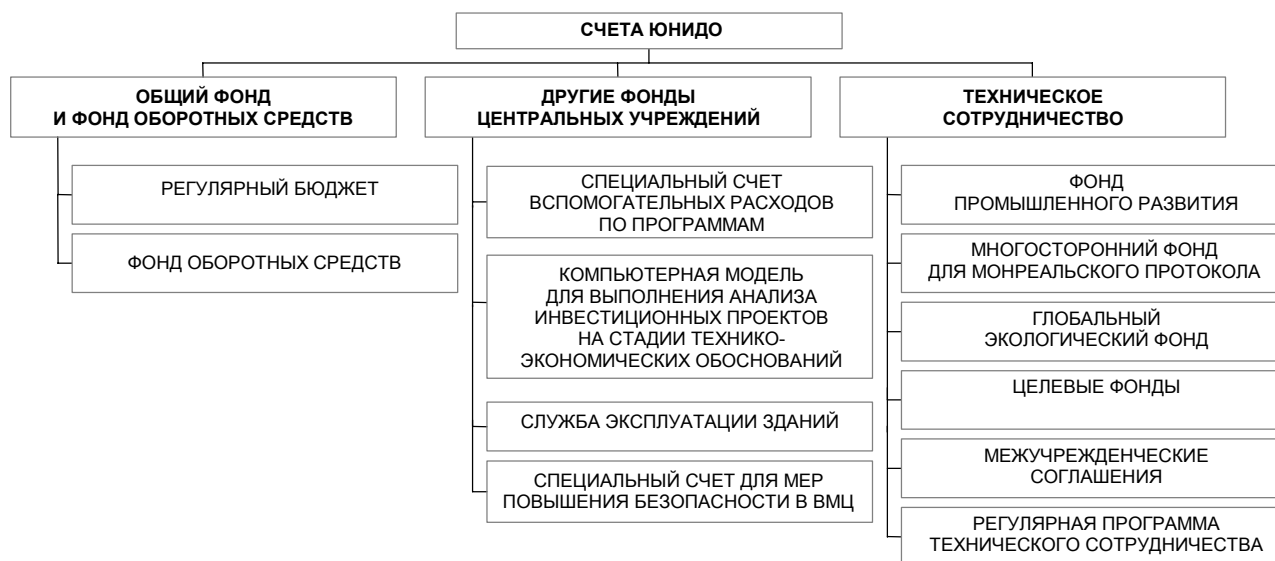 СЧЕТА ЮНИДО
ОБЩИЙ ФОНД
И ФОНД ОБОРОТНЫХ СРЕДСТВ
РЕГУЛЯРНЫЙ БЮДЖЕТ
ФОНД ОБОРОТНЫХ СРЕДСТВ
ДРУГИЕ ФОНДЫ
ЦЕНТРАЛЬНЫХ УЧРЕЖДЕНИЙ
СПЕЦИАЛЬНЫЙ СЧЕТ
ВСПОМОГАТЕЛЬНЫХ РАСХОДОВ
ПО ПРОГРАММАМ
КОМПЬЮТЕРНАЯ МОДЕЛЬ
ДЛЯ ВЫПОЛНЕНИЯ АНАЛИЗА
ИНВЕСТИЦИОННЫХ ПРОЕКТОВ
НА СТАДИИ ТЕХНИКО-
ЭКОНОМИЧЕСКИХ ОБОСНОВАНИЙ
СЛУЖБА ЭКСПЛУАТАЦИИ ЗДАНИЙ
СПЕЦИАЛЬНЫЙ СЧЕТ ДЛЯ МЕР
ПОВЫШЕНИЯ БЕЗОПАСНОСТИ В ВМЦ
ТЕХНИЧЕСКОЕ
СОТРУДНИЧЕСТВО
ФОНД
ПРОМЫШЛЕННОГО РАЗВИТИЯ
МНОГОСТОРОННИЙ ФОНД
ДЛЯ МОНРЕАЛЬСКОГО ПРОТОКОЛА
ГЛОБАЛЬНЫЙ
ЭКОЛОГИЧЕСКИЙ ФОНД
ЦЕЛЕВЫЕ ФОНДЫ
МЕЖУЧРЕЖДЕНЧЕСКИЕ
СОГЛАШЕНИЯ
РЕГУЛЯРНАЯ ПРОГРАММА
ТЕХНИЧЕСКОГО СОТРУДНИЧЕСТВА